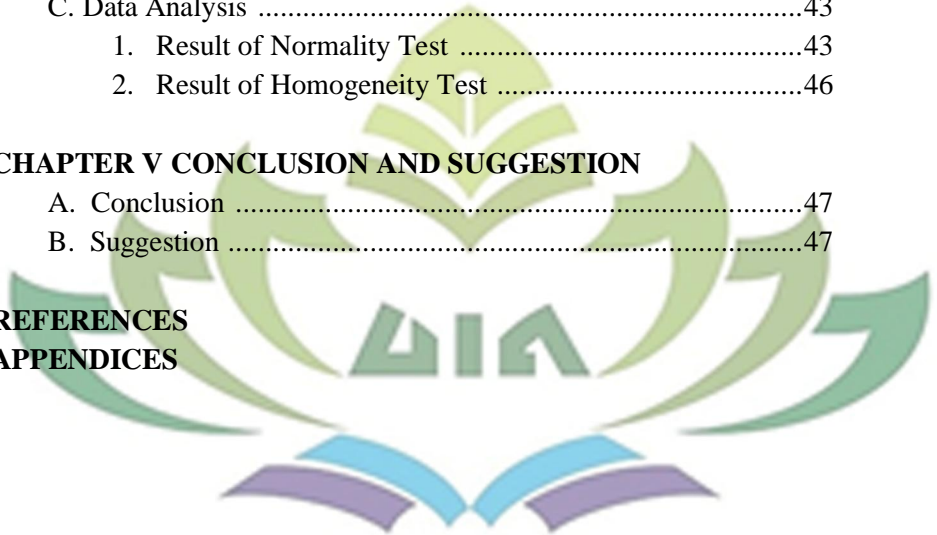 C. Data Analysis ..........................................................................43
1. Result of Normality Test ..............................................43
2. Result of Homogeneity Test .........................................46
CHAPTER V CONCLUSION AND SUGGESTION
A. Conclusion ............................................................................47
B. Suggestion .............................................................................47
REFERENCES
APPENDICES